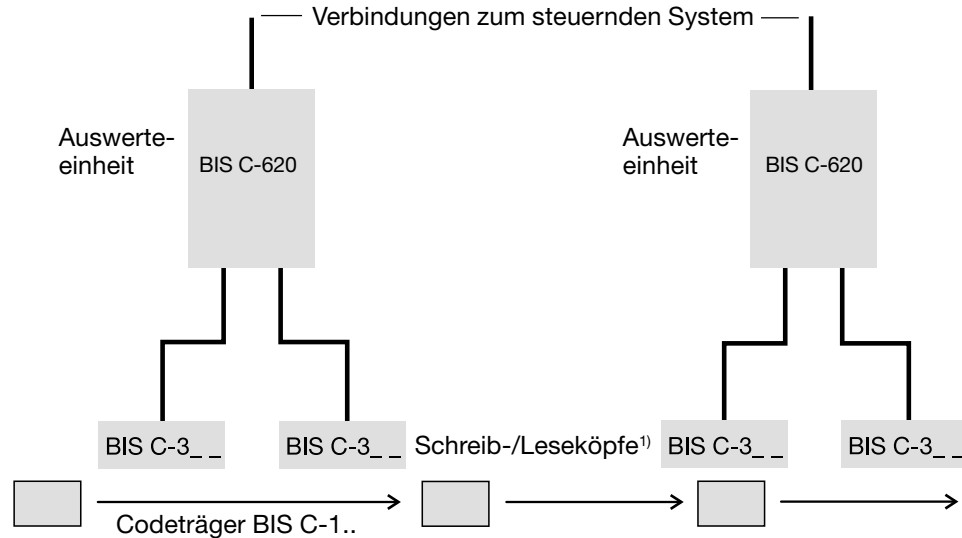 Verbindungen zum steuernden System
Auswerte-
einheit
BIS C-620
Auswerte-
einheit
BIS C-620
BIS C-3_ _
BIS C-3_ _
Schreib-/Leseköpfe¹⁾
BIS C-3_ _
BIS C-3_ _
Codeträger BIS C-1..